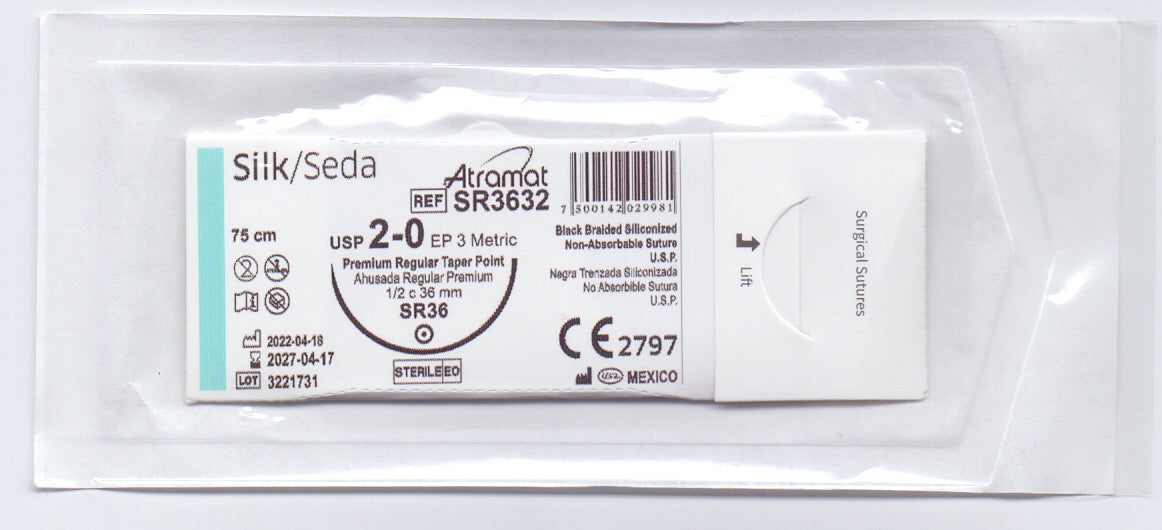 Silk/Seda
Atramat
REF SR3632
7 500142 029981
75 cm
USP 2-0 EP 3 Metric
Premium Regular Taper Point
Ahusada Regular Premium
1/2 c 36 mm
SR36
Black Braided Siliconized
Non-Absorbable Suture
U.S.P.
Negra Trenzada Siliconizada
No Absorbible Sutura
U.S.P.
2022-04-18
2027-04-17
LOT 3221731
STERILE EO
CE 2797
MEXICO
Lift
Surgical Sutures